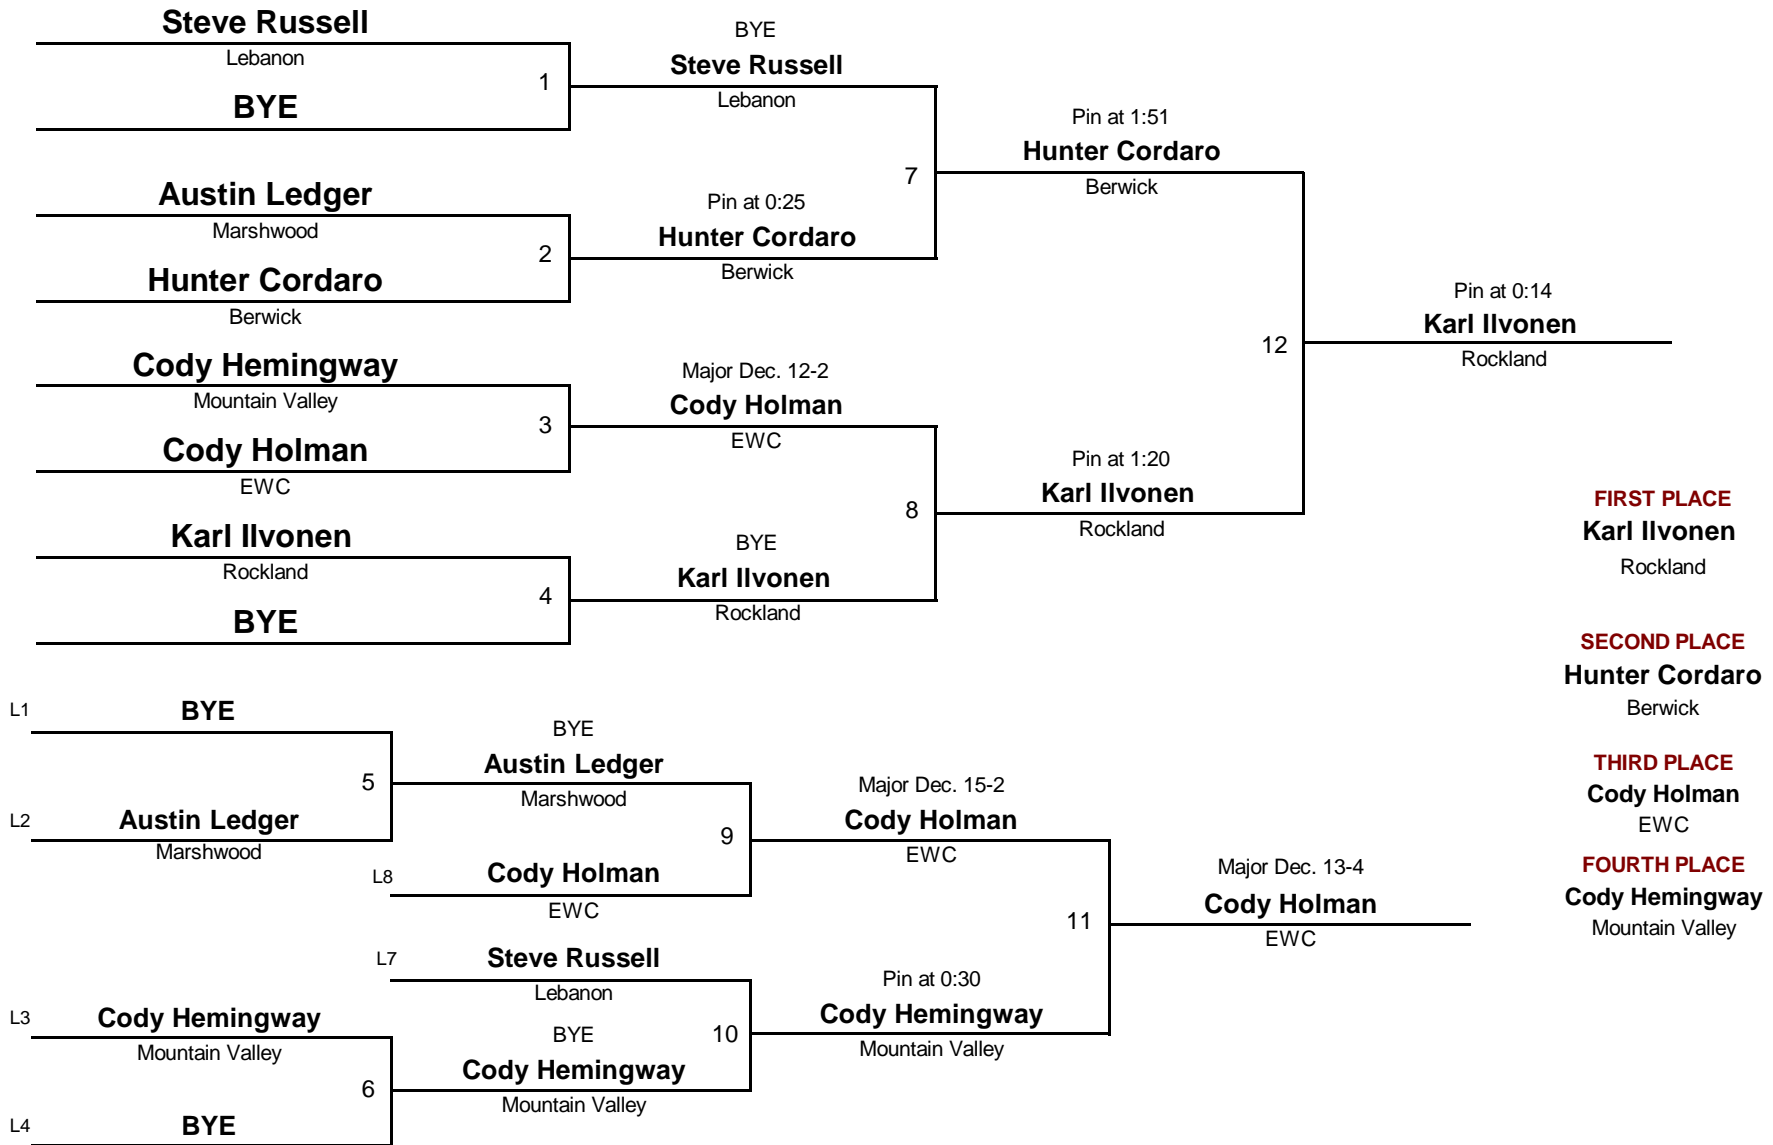 Steve Russell
Lebanon
1
BYE
BYE
Steve Russell
Lebanon
Austin Ledger
Marshwood
2
Hunter Cordaro
Berwick
Pin at 0:25
Hunter Cordaro
Berwick
7
Pin at 1:51
Hunter Cordaro
Berwick
Cody Hemingway
Mountain Valley
3
Cody Holman
EWC
Major Dec. 12-2
Cody Holman
EWC
Karl Ilvonen
Rockland
4
BYE
BYE
Karl Ilvonen
Rockland
8
Pin at 1:20
Karl Ilvonen
Rockland
12
Pin at 0:14
Karl Ilvonen
Rockland
FIRST PLACE
Karl Ilvonen
Rockland
SECOND PLACE
Hunter Cordaro
Berwick
THIRD PLACE
Cody Holman
EWC
FOURTH PLACE
Cody Hemingway
Mountain Valley
L1
BYE
5
L2
Austin Ledger
Marshwood
BYE
Austin Ledger
Marshwood
9
L8
Cody Holman
EWC
Major Dec. 15-2
Cody Holman
EWC
L7
Steve Russell
Lebanon
10
L3
Cody Hemingway
Mountain Valley
6
L4
BYE
BYE
Cody Hemingway
Mountain Valley
Pin at 0:30
Cody Hemingway
Mountain Valley
11
Major Dec. 13-4
Cody Holman
EWC